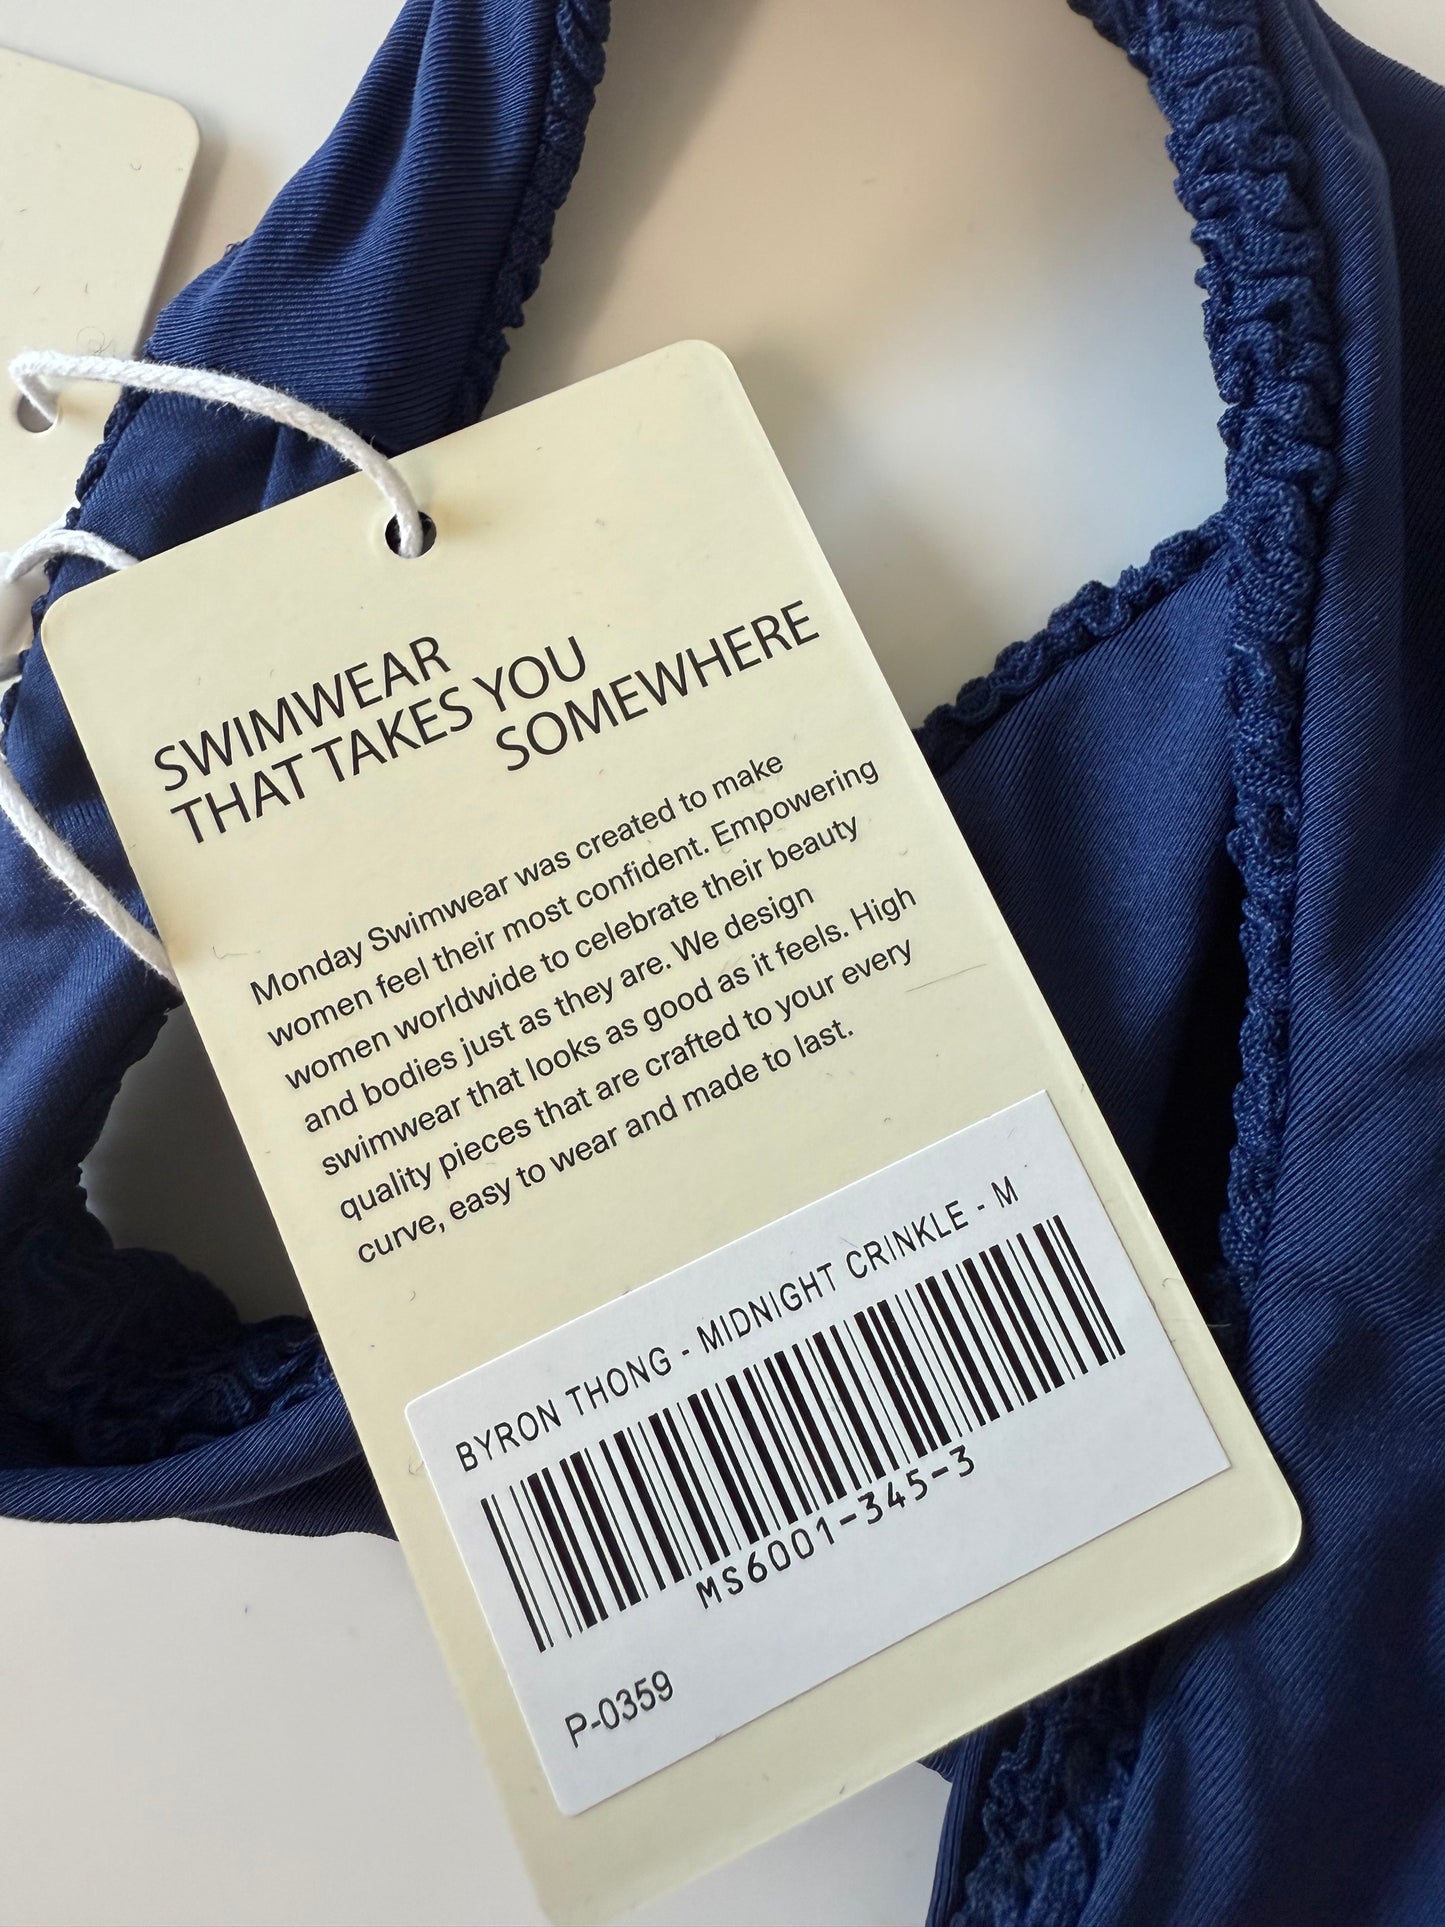 SWIMWEAR
THAT TAKES YOU
SOMEWHERE
Monday Swimwear was created to make
women feel their most confident. Empowering
women worldwide to celebrate their beauty
and bodies just as they are. We design
swimwear that looks as good as it feels. High
quality pieces that are crafted to your every
curve, easy to wear and made to last.
BYRON THONG - MIDNIGHT CRINKLE - M
MS6001-345-3
P-0359